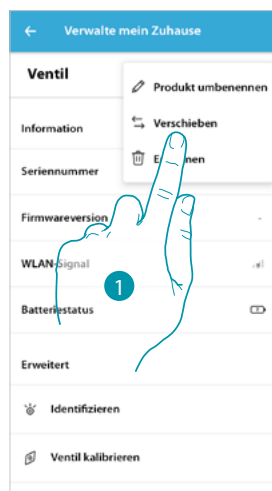 Verwalte mein Zuhause
Ventil
Produkt umbenennen
Verschieben
Information
Seriennummer
Firmwareversion
-
WLAN-Signal
Batteriestatus
1
Erweitert
Identifizieren
Ventil kalibrieren